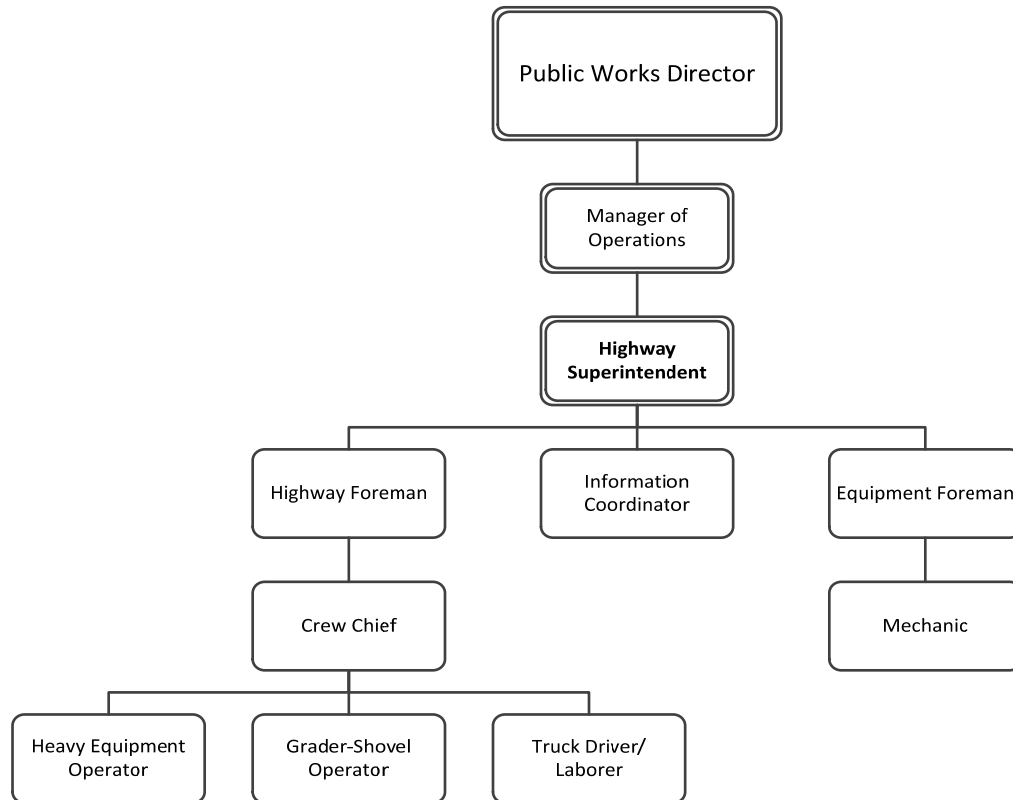 Public Works Director
Manager of
Operations
Highway
Superintendent
Highway Foreman
Information
Coordinator
Equipment Foreman
Crew Chief
Mechanic
Heavy Equipment
Operator
Grader-Shovel
Operator
Truck Driver/
Laborer